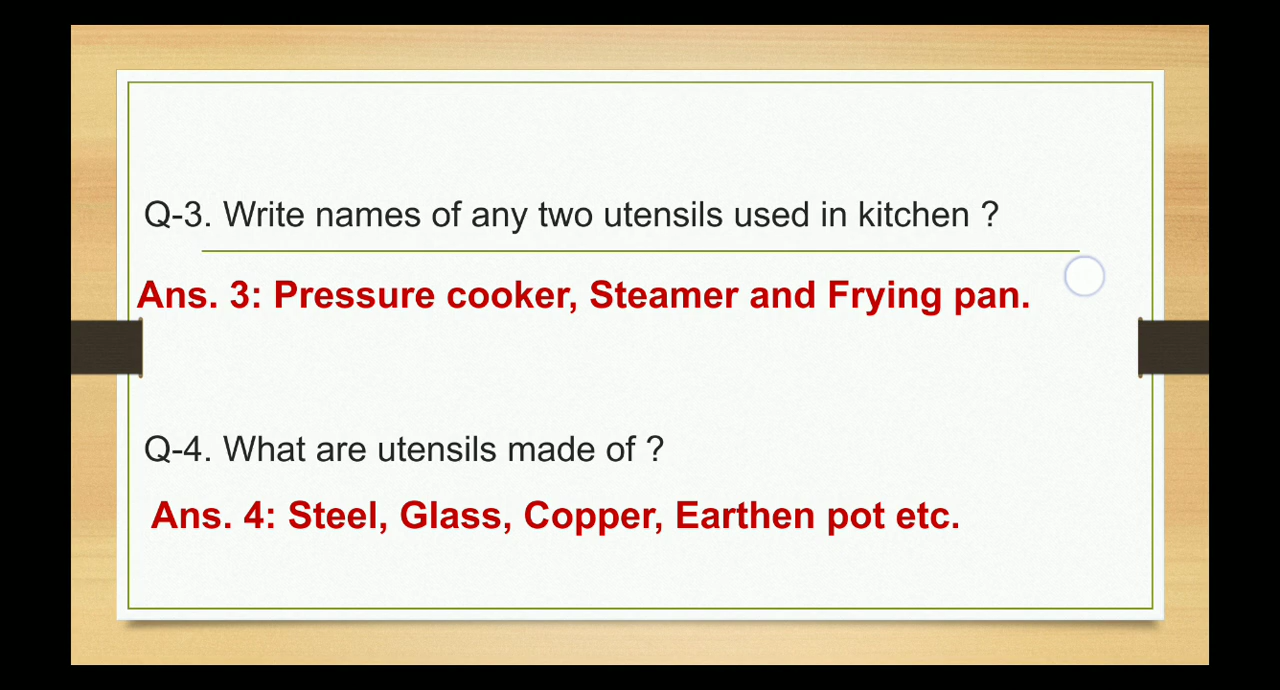 Q-3. Write names of any two utensils used in kitchen ?
Ans. 3: Pressure cooker, Steamer and Frying pan.
Q-4. What are utensils made of ?
Ans. 4: Steel, Glass, Copper, Earthen pot etc.